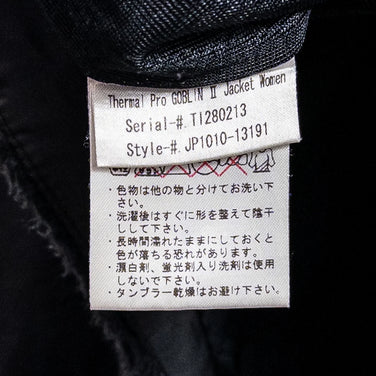 Thermal Pro GOBLIN Ⅱ Jacket Women
Serial-#. TI280213
Style-#. JP1010-13191
・色物は他の物と分けてお洗い下
さい。
・洗濯後はすぐに形を整えて陰干
しして下さい。
・長時間濡れたままにしておくと
色が落ちる恐れがあります。
・漂白剤、蛍光剤入り洗剤は使用
しないで下さい。
・タンブラー乾燥はお避け下さい。